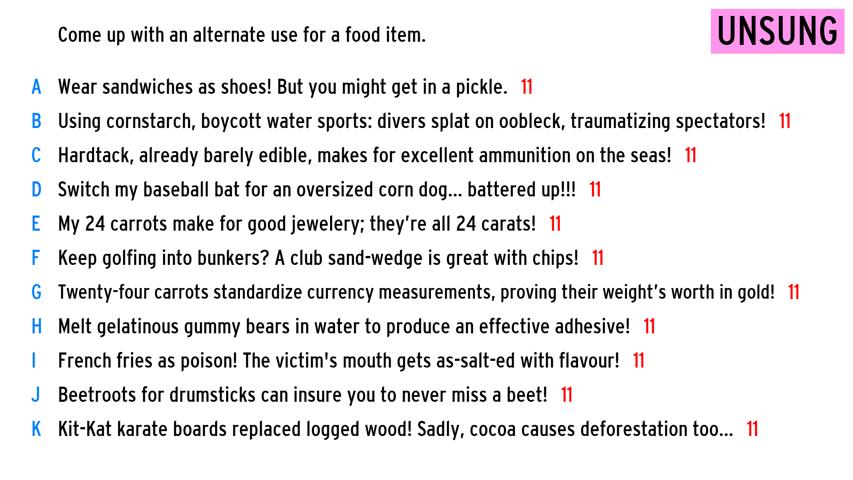 Come up with an alternate use for a food item.
UNSUNG
A Wear sandwiches as shoes! But you might get in a pickle. 11
B Using cornstarch, boycott water sports: divers splat on oobleck, traumatizing spectators! 11
C Hardtack, already barely edible, makes for excellent ammunition on the seas! 11
D Switch my baseball bat for an oversized corn dog... battered up!!! 11
E My 24 carrots make for good jewelery; they’re all 24 carats! 11
F Keep golfing into bunkers? A club sand-wedge is great with chips! 11
G Twenty-four carrots standardize currency measurements, proving their weight’s worth in gold! 11
H Melt gelatinous gummy bears in water to produce an effective adhesive! 11
I French fries as poison! The victim's mouth gets as-salt-ed with flavour! 11
J Beetroots for drumsticks can insure you to never miss a beet! 11
K Kit-Kat karate boards replaced logged wood! Sadly, cocoa causes deforestation too... 11